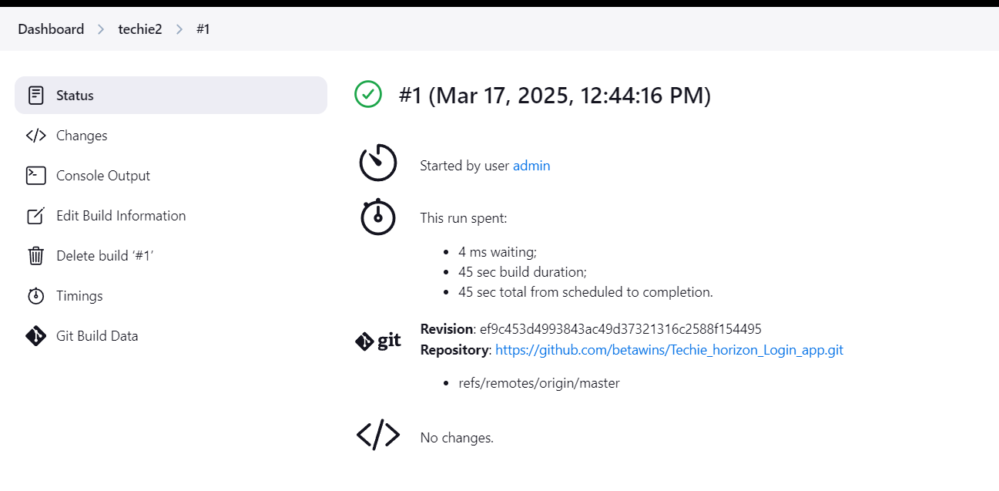 Dashboard > techie2 > #1
Status
Changes
Console Output
Edit Build Information
Delete build ‘#1’
Timings
Git Build Data
#1 (Mar 17, 2025, 12:44:16 PM)
Started by user admin
This run spent:
• 4 ms waiting;
• 45 sec build duration;
• 45 sec total from scheduled to completion.
git
Revision: ef9c453d4993843ac49d37321316c2588f154495
Repository: https://github.com/betawins/Techie_horizon_Login_app.git
• refs/remotes/origin/master
No changes.